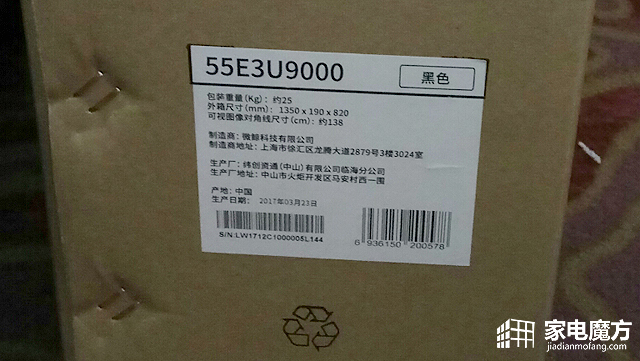 55E3U9000
黑色
包装重量(Kg)：约25
外箱尺寸(mm)：1350 x 190 x 820
可视图像对角线尺寸(cm)：约138
制造商：微鲸科技有限公司
制造商地址：上海市徐汇区龙腾大道2879号3楼3024室
生产厂：纬创资通(中山)有限公司临海分公司
生产厂地址：中山市火炬开发区马安村西一围
产地：中国
生产日期：2017年03月23日
S/N:LW1712C1000005L144
6 936150 200578
家电魔方
jiadianmofang.com